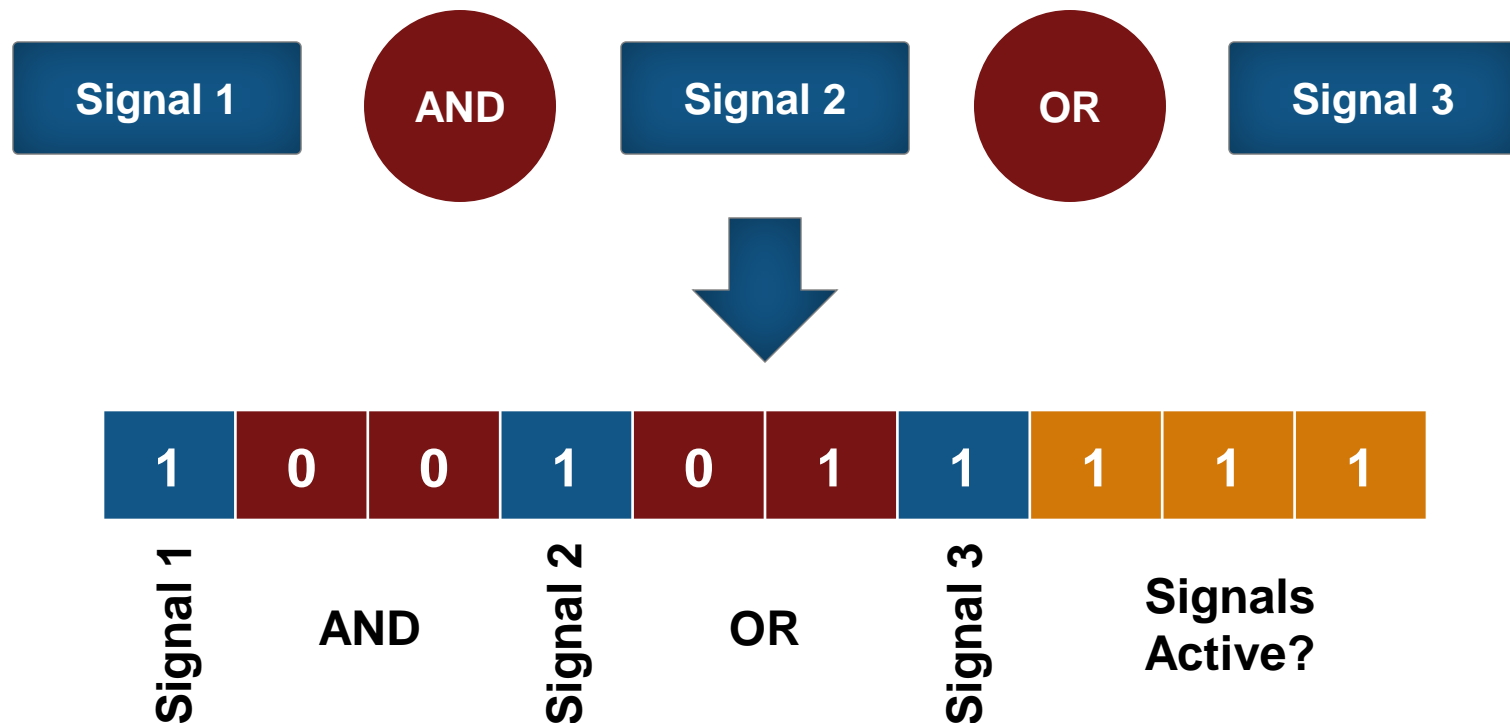 Signal 1 AND Signal 2 OR Signal 3
1 0 0 1 0 1 1 1 1 1
Signal 1
AND
Signal 2
OR
Signal 3
Signals
Active?